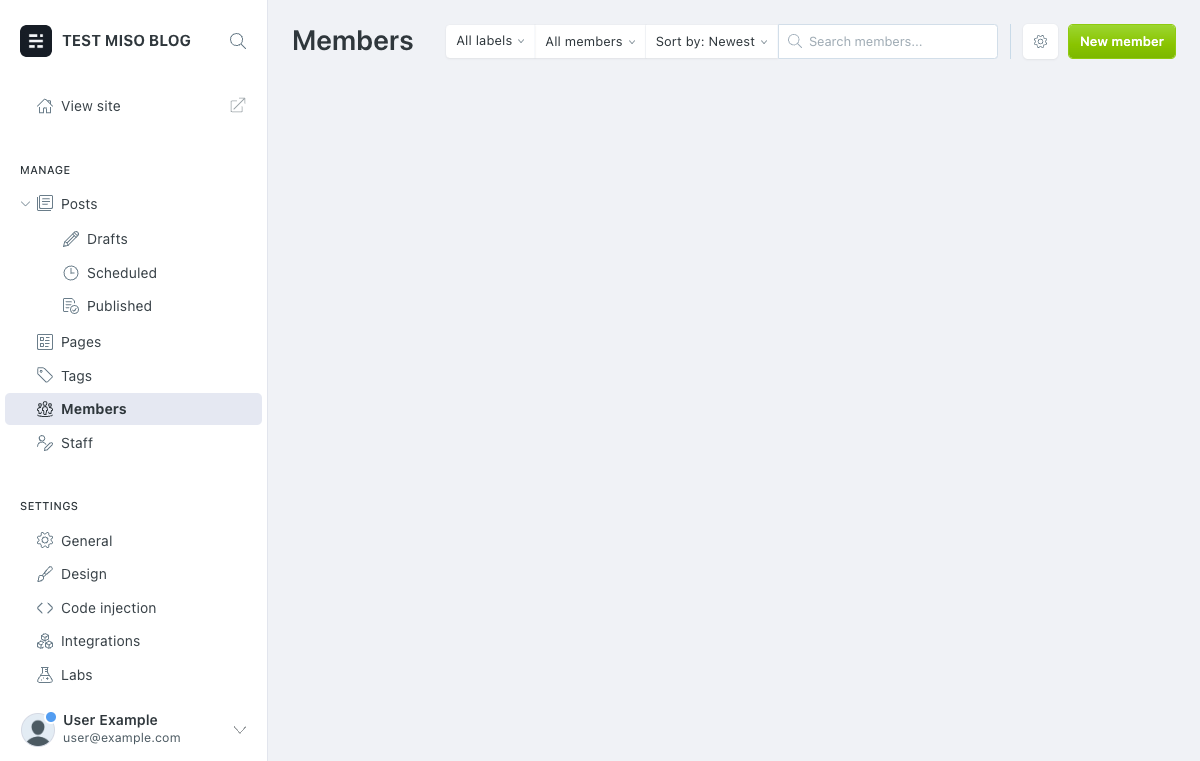 TEST MISO BLOG
View site
MANAGE
Posts
Drafts
Scheduled
Published
Pages
Tags
Members
Staff
SETTINGS
General
Design
Code injection
Integrations
Labs
User Example
user@example.com
Members
All labels
All members
Sort by: Newest
Search members...
New member